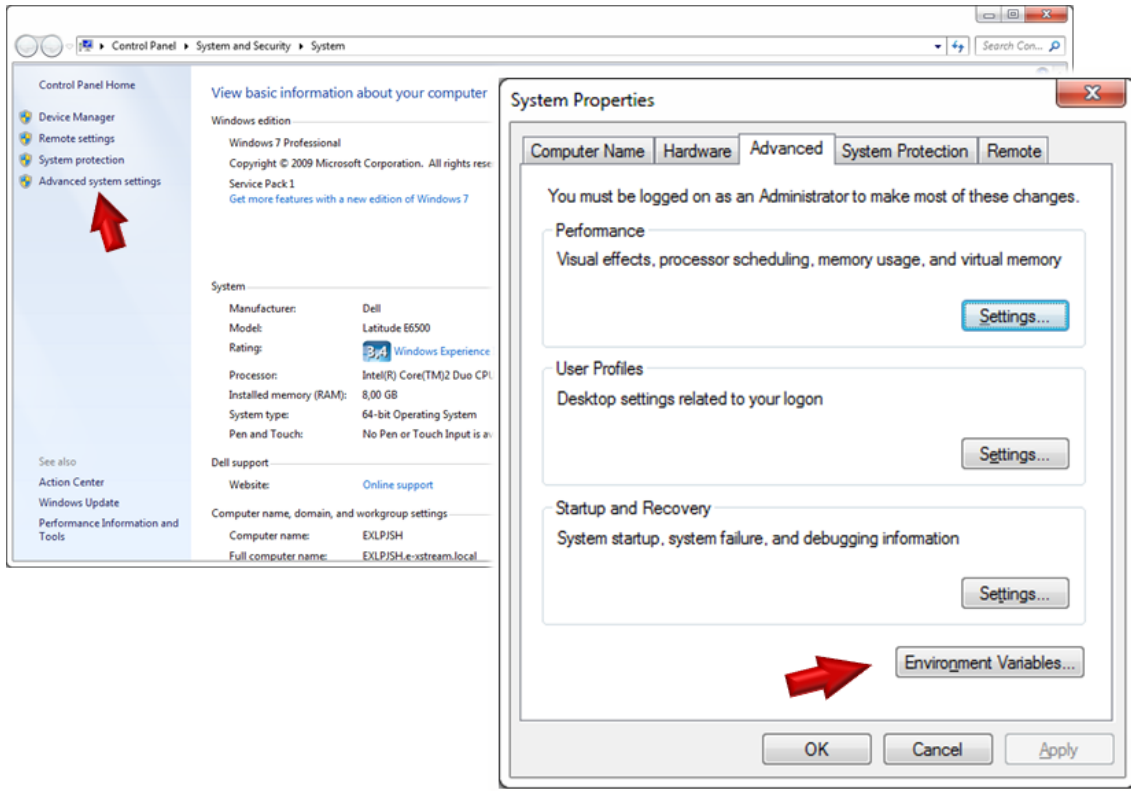 Control Panel ▸ System and Security ▸ System
Search Con...
Control Panel Home
Device Manager
Remote settings
System protection
Advanced system settings
See also
Action Center
Windows Update
Performance Information and
Tools
View basic information about your computer
Windows edition
Windows 7 Professional
Copyright © 2009 Microsoft Corporation. All rights rese
Service Pack 1
Get more features with a new edition of Windows 7
System
Manufacturer: Dell
Model: Latitude E6500
Rating: 3,4 Windows Experience
Processor: Intel(R) Core(TM)2 Duo CPU
Installed memory (RAM): 8,00 GB
System type: 64-bit Operating System
Pen and Touch: No Pen or Touch Input is av
Dell support
Website: Online support
Computer name, domain, and workgroup settings
Computer name: EXLPJSH
Full computer name: EXLPJSH.e-xstream.local
System Properties
Computer Name Hardware Advanced System Protection Remote
You must be logged on as an Administrator to make most of these changes.
Performance
Visual effects, processor scheduling, memory usage, and virtual memory
Settings...
User Profiles
Desktop settings related to your logon
Settings...
Startup and Recovery
System startup, system failure, and debugging information
Settings...
Environment Variables...
OK Cancel Apply